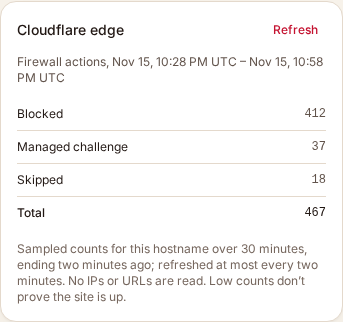 Cloudflare edge
Refresh
Firewall actions, Nov 15, 10:28 PM UTC – Nov 15, 10:58
PM UTC
Blocked 412
Managed challenge 37
Skipped 18
Total 467
Sampled counts for this hostname over 30 minutes,
ending two minutes ago; refreshed at most every two
minutes. No IPs or URLs are read. Low counts don’t
prove the site is up.